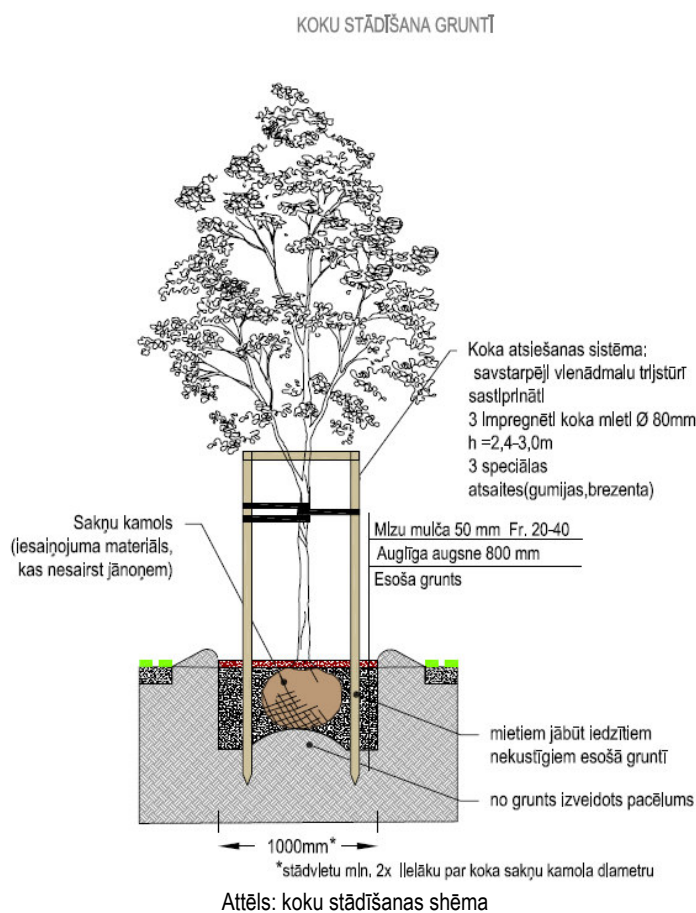 KOKU STĀDĪŠANA GRUNTĪ
Koka atsiešanas sistēma:
savstarpējI vIenādmalu trIjstūrī
sastIprInātI
3 ImpregnētI koka mIetI Ø 80mm
h =2,4-3,0m
3 speciālas
atsaites(gumijas,brezenta)
Sakņu kamols
(iesaiņojuma materiāls,
kas nesairst jānoņem)
MIzu mulča 50 mm Fr. 20-40
Auglīga augsne 800 mm
Esoša grunts
mietiem jābūt iedzītiem
nekustīgiem esošā gruntī
no grunts izveidots pacēlums
1000mm*
*stādvIetu mIn, 2x IIelāku par koka sakņu kamola dIametru
Attēls: koku stādīšanas shēma